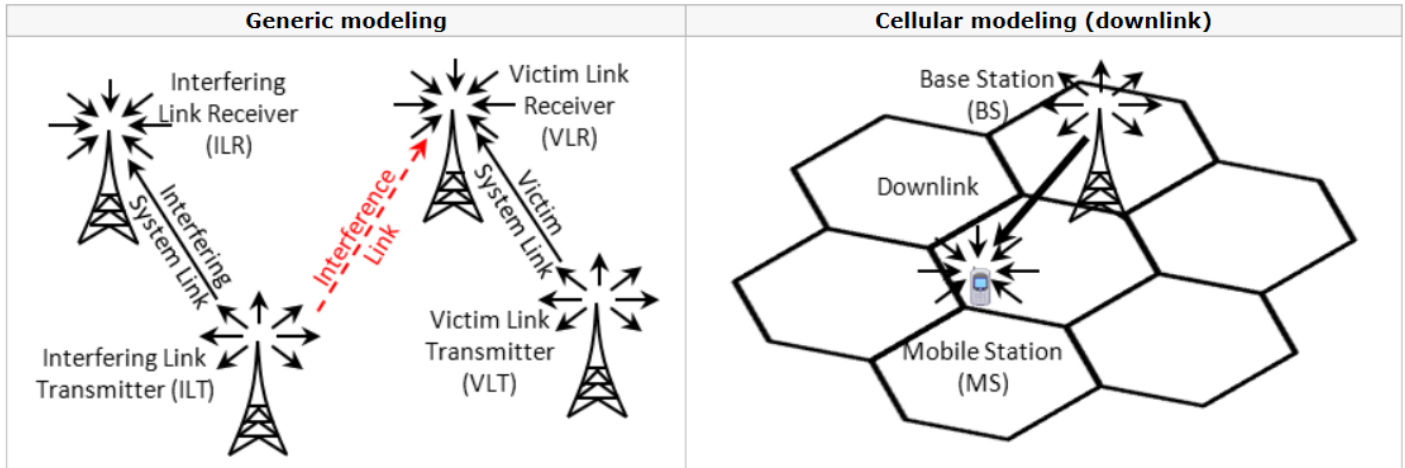 Generic modeling
Cellular modeling (downlink)
Interfering
Link Receiver
(ILR)
Victim Link
Receiver
(VLR)
Interfering
System Link
Interference
Link
Victim
System Link
Interfering Link
Transmitter (ILT)
Victim Link
Transmitter
(VLT)
Base Station
(BS)
Downlink
Mobile Station
(MS)